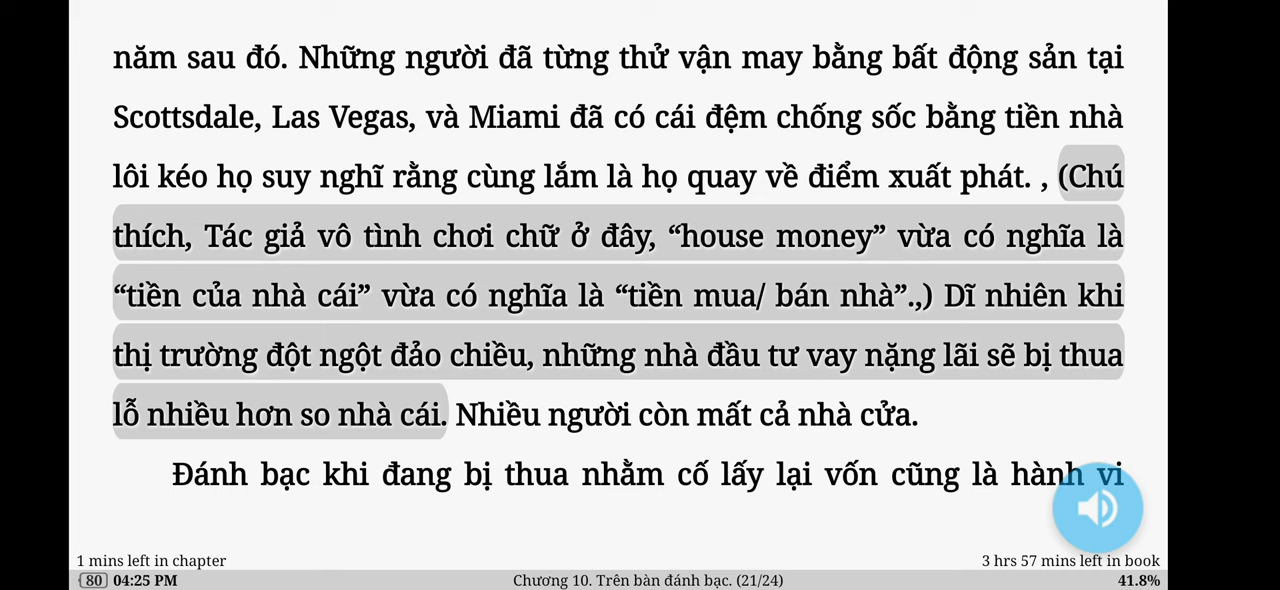 năm sau đó. Những người đã từng thử vận may bằng bất động sản tại
Scottsdale, Las Vegas, và Miami đã có cái đệm chống sốc bằng tiền nhà
lôi kéo họ suy nghĩ rằng cùng lắm là họ quay về điểm xuất phát. , (Chú
thích, Tác giả vô tình chơi chữ ở đây, “house money” vừa có nghĩa là
“tiền của nhà cái” vừa có nghĩa là “tiền mua/ bán nhà”.,) Dĩ nhiên khi
thị trường đột ngột đảo chiều, những nhà đầu tư vay nặng lãi sẽ bị thua
lỗ nhiều hơn so nhà cái. Nhiều người còn mất cả nhà cửa.
Đánh bạc khi đang bị thua nhằm cố lấy lại vốn cũng là hành vi
1 mins left in chapter 3 hrs 57 mins left in book
80 04:25 PM Chương 10. Trên bàn đánh bạc. (21/24) 41.8%